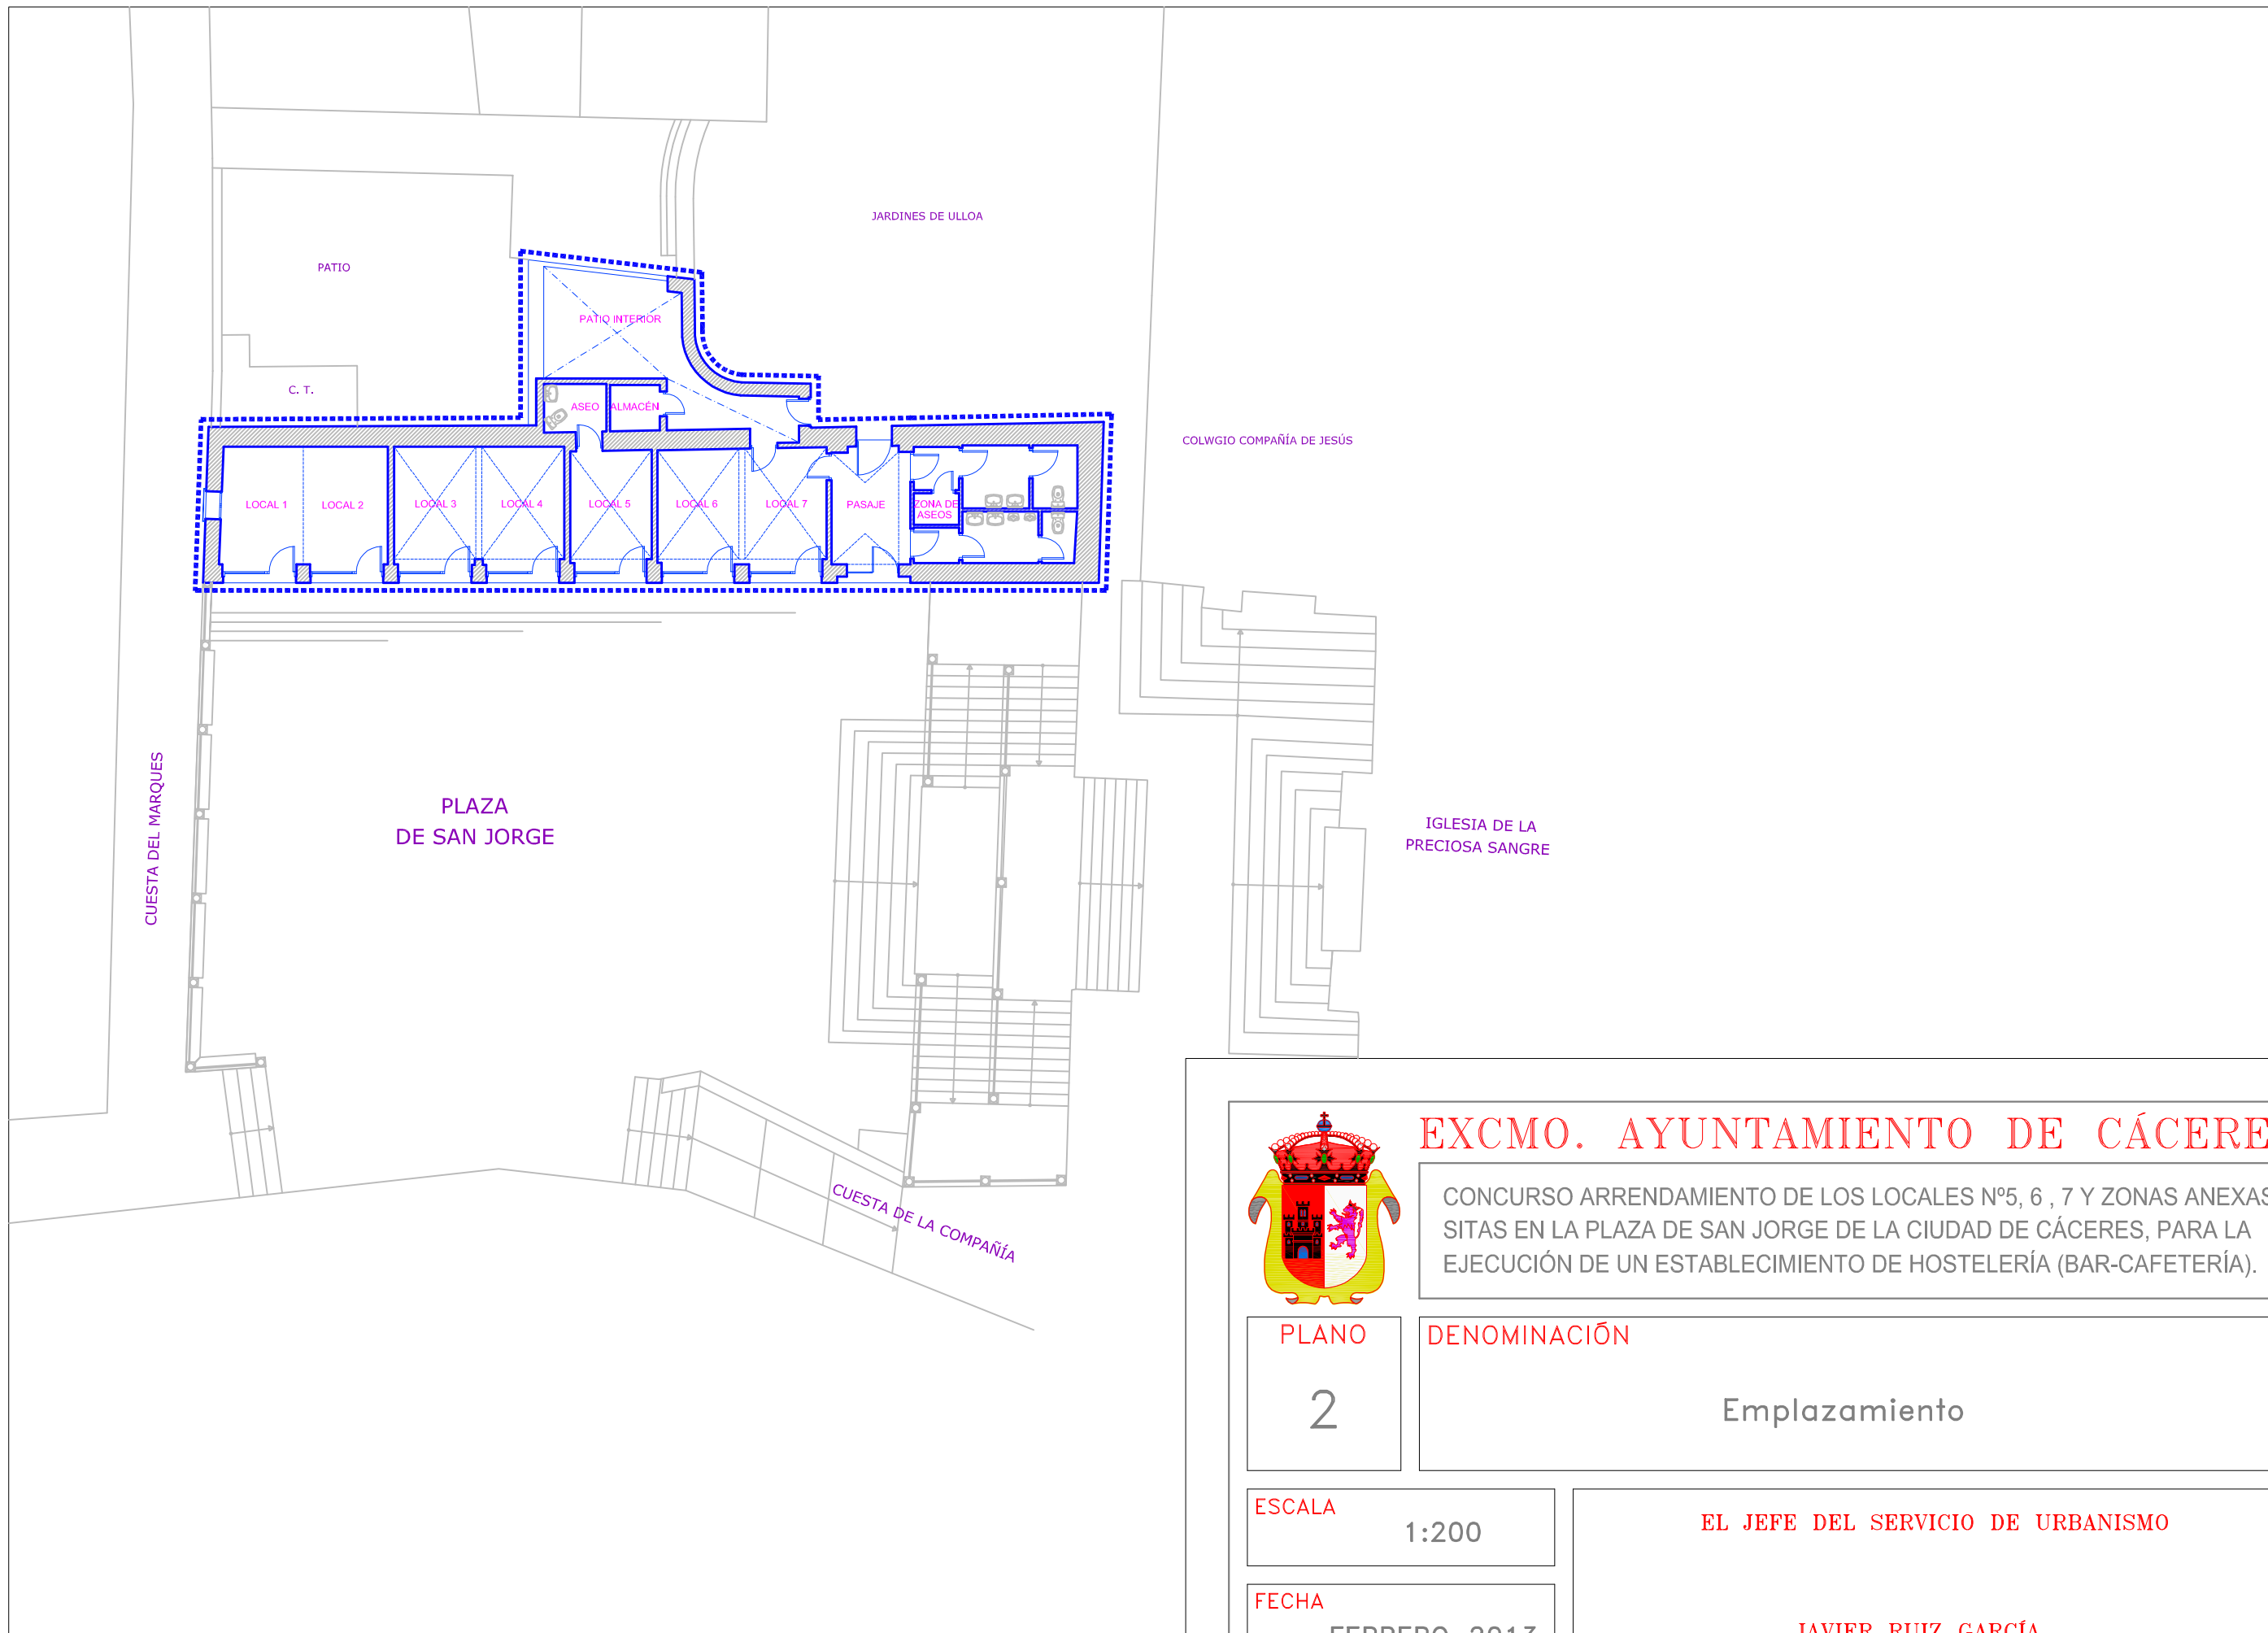 JARDINES DE ULLOA
PATIO
PATIO INTERIOR
C. T.
ASEO
ALMACÉN
COLWGIO COMPAÑÍA DE JESÚS
LOCAL 1
LOCAL 2
LOCAL 3
LOCAL 4
LOCAL 5
LOCAL 6
LOCAL 7
PASAJE
ZONA DE
ASEOS
CUESTA DEL MARQUES
PLAZA
DE SAN JORGE
IGLESIA DE LA
PRECIOSA SANGRE
CUESTA DE LA COMPAÑÍA
EXCMO. AYUNTAMIENTO DE CÁCERE
CONCURSO ARRENDAMIENTO DE LOS LOCALES Nº5, 6 , 7 Y ZONAS ANEXAS
SITAS EN LA PLAZA DE SAN JORGE DE LA CIUDAD DE CÁCERES, PARA LA
EJECUCIÓN DE UN ESTABLECIMIENTO DE HOSTELERÍA (BAR-CAFETERÍA).
PLANO
2
DENOMINACIÓN
Emplazamiento
ESCALA
1:200
EL JEFE DEL SERVICIO DE URBANISMO
FECHA
FEBRERO 2013
JAVIER RUIZ GARCÍA